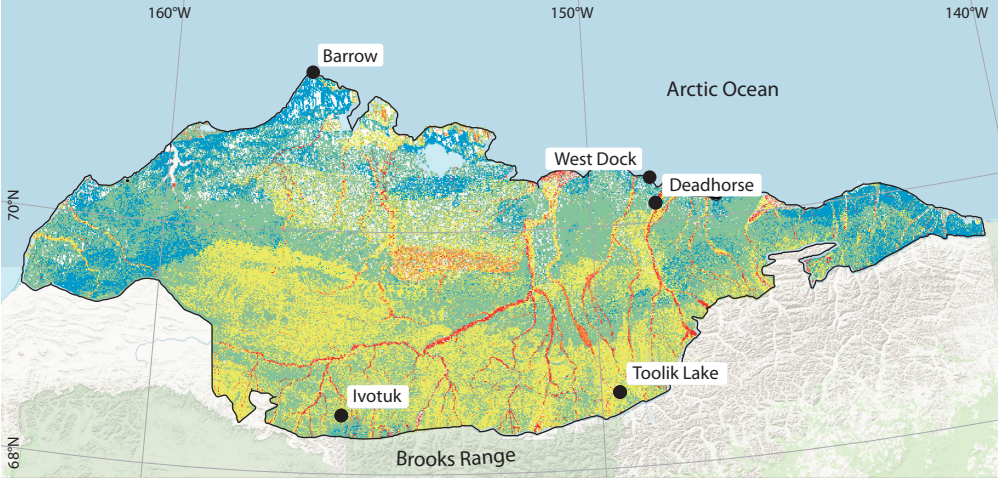 160°W
150°W
140°W
Barrow
Arctic Ocean
West Dock
Deadhorse
70°N
Toolik Lake
Ivotuk
68°N
Brooks Range